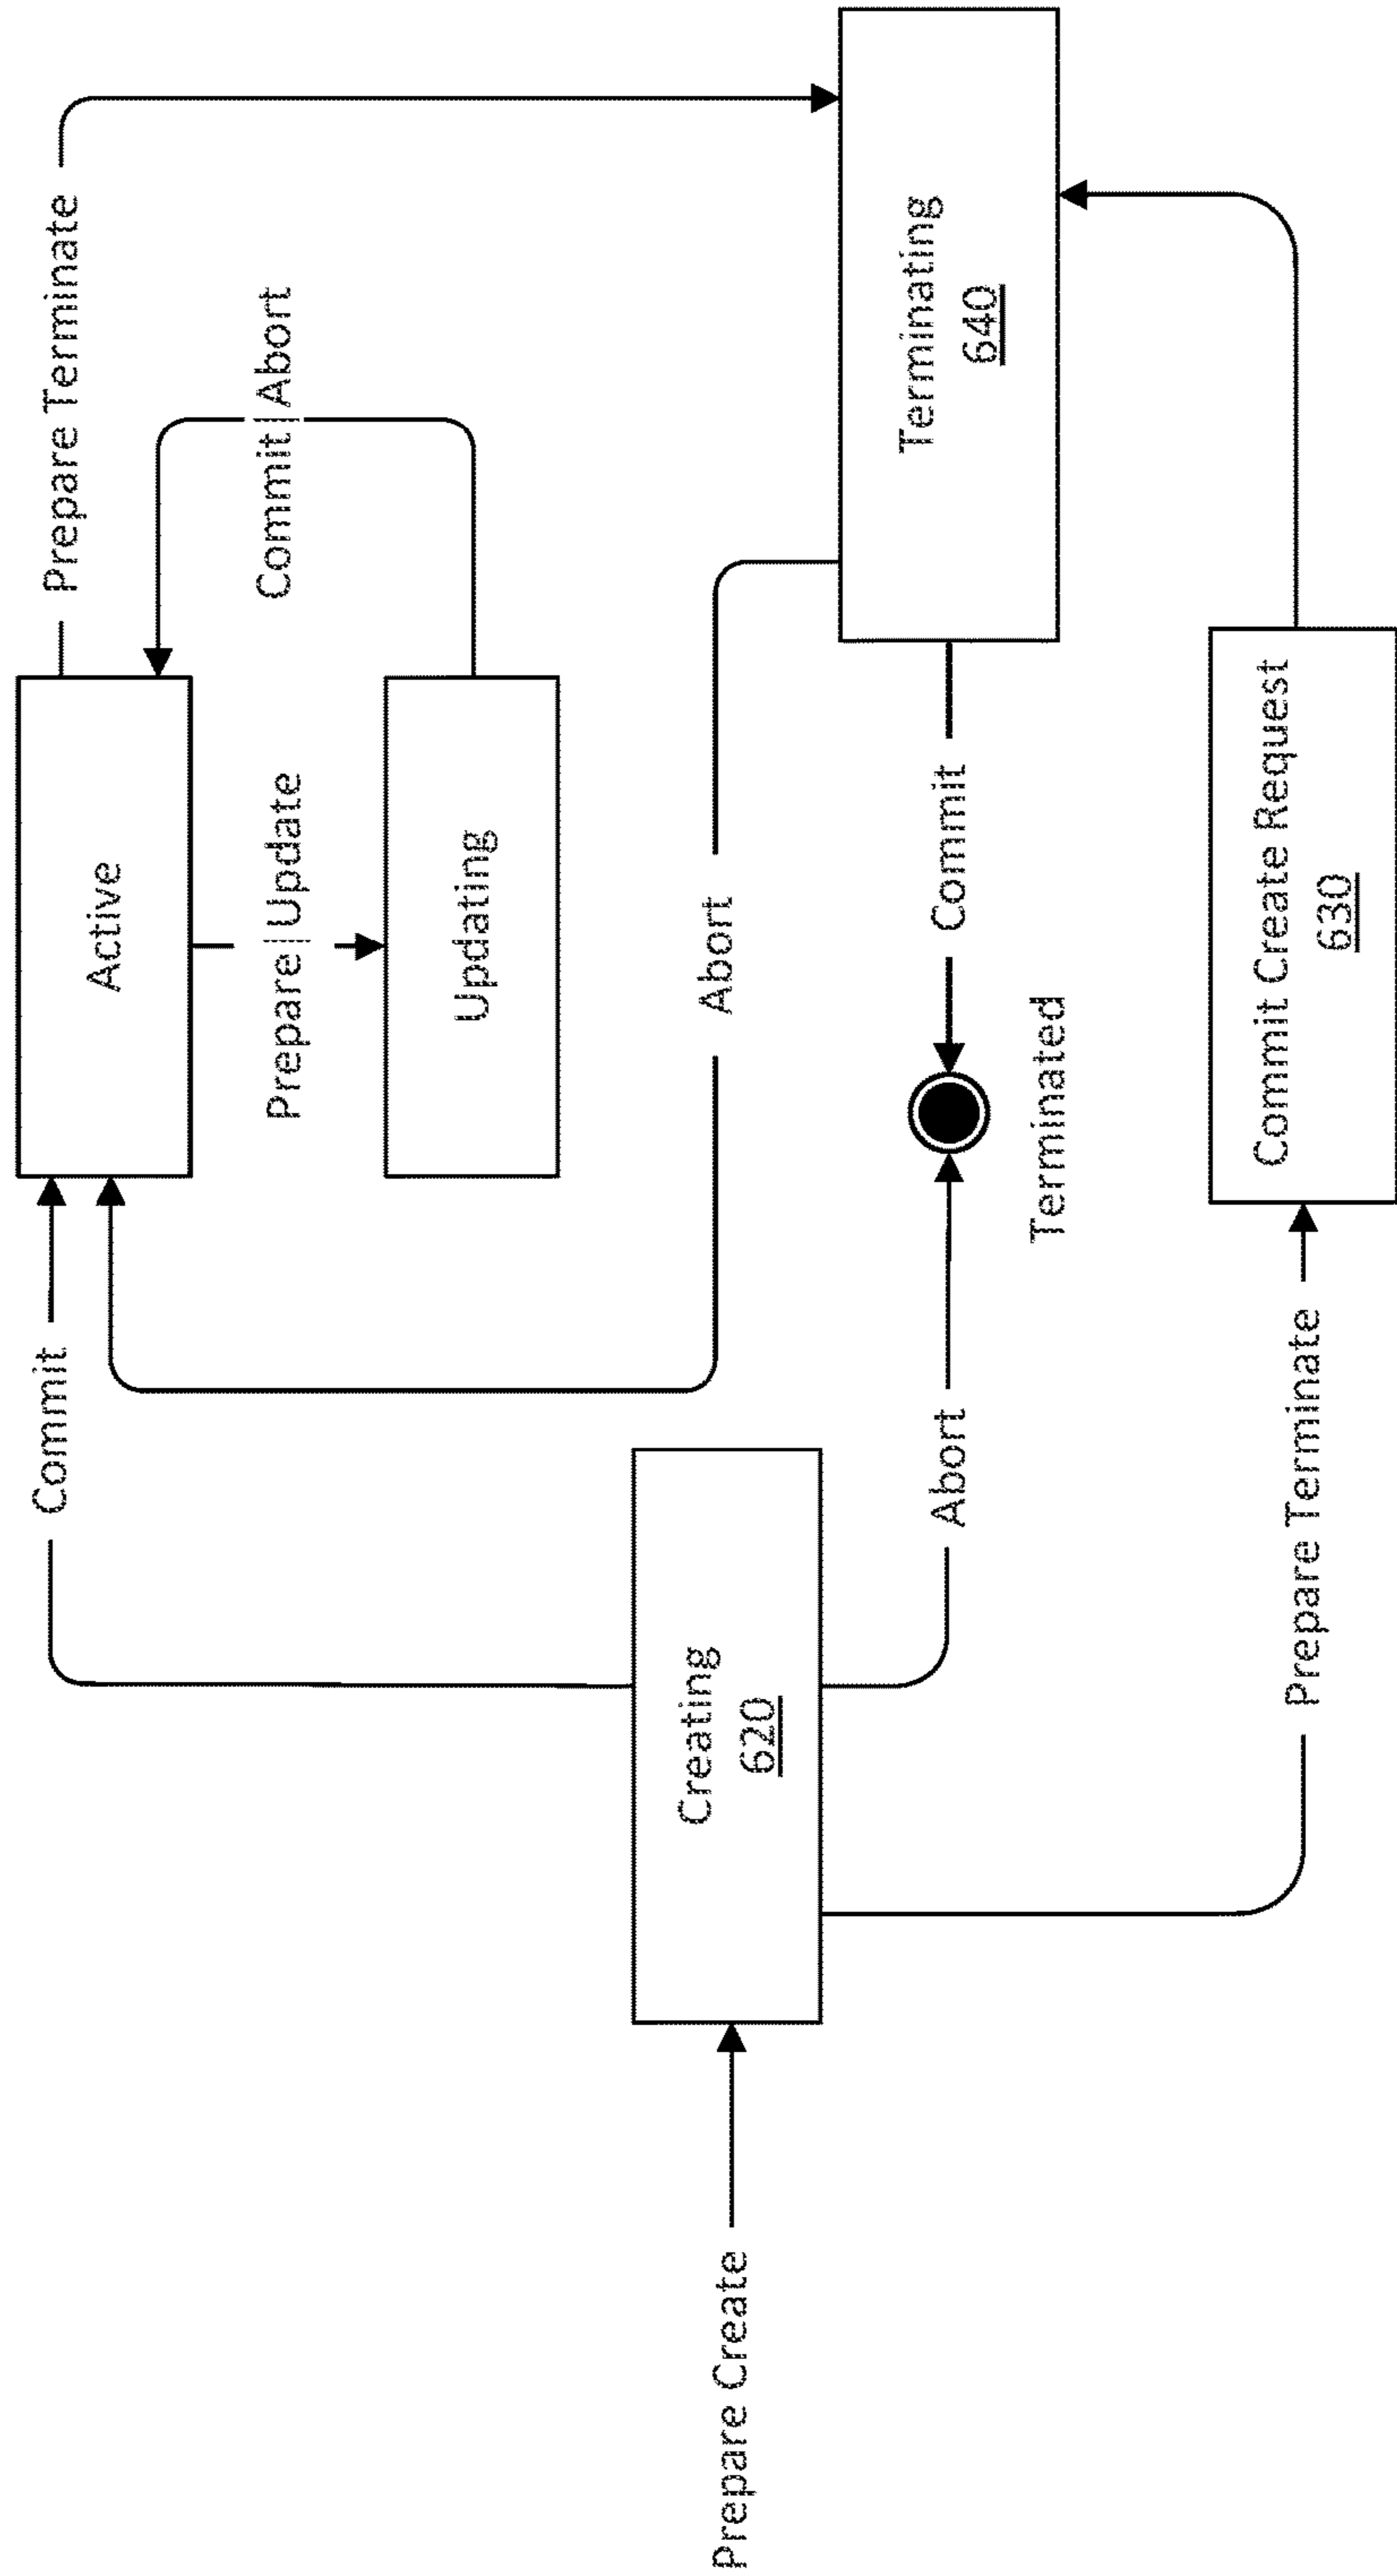 Prepare Create
Creating
620
Commit
Abort
Prepare Terminate
Active
Prepare|Update
Updating
Commit|Abort
Prepare Terminate
Abort
Commit
Terminated
Terminating
640
Commit Create Request
630